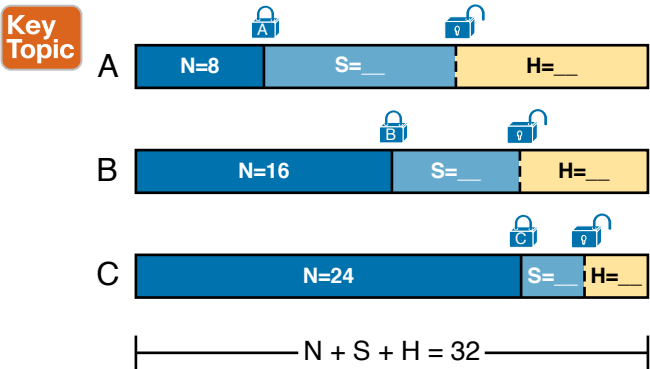 Key
Topic
A
A N=8 S=__ H=__
B
B N=16 S=__ H=__
C
C N=24 S=__ H=__
N + S + H = 32